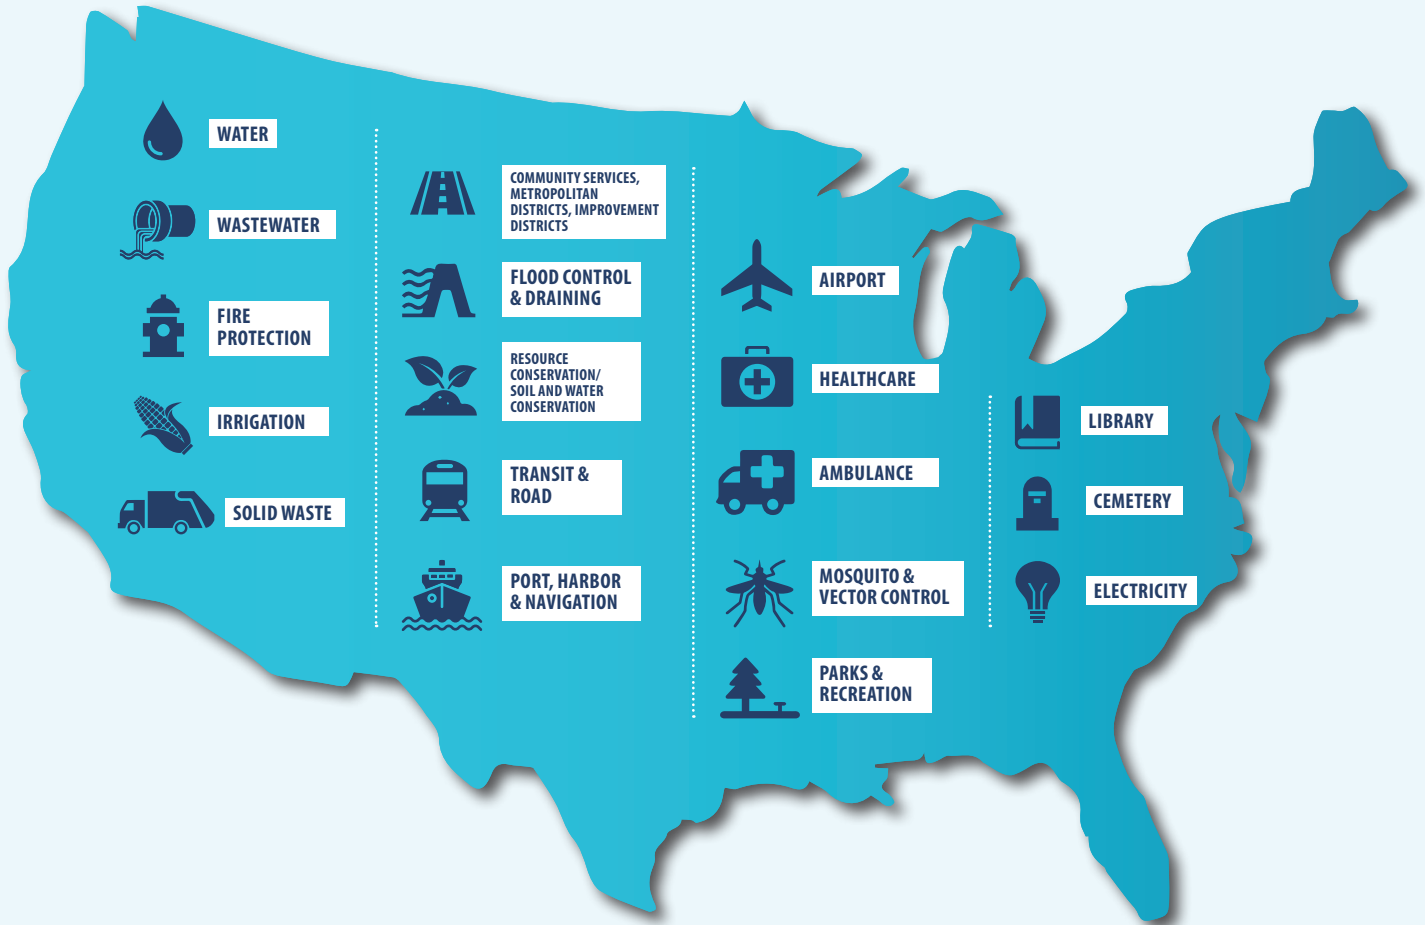 WATER
WASTEWATER
FIRE
PROTECTION
IRRIGATION
SOLID WASTE
COMMUNITY SERVICES,
METROPOLITAN
DISTRICTS, IMPROVEMENT
DISTRICTS
FLOOD CONTROL
& DRAINING
RESOURCE
CONSERVATION/
SOIL AND WATER
CONSERVATION
TRANSIT &
ROAD
PORT, HARBOR
& NAVIGATION
AIRPORT
HEALTHCARE
AMBULANCE
MOSQUITO &
VECTOR CONTROL
PARKS &
RECREATION
LIBRARY
CEMETERY
ELECTRICITY